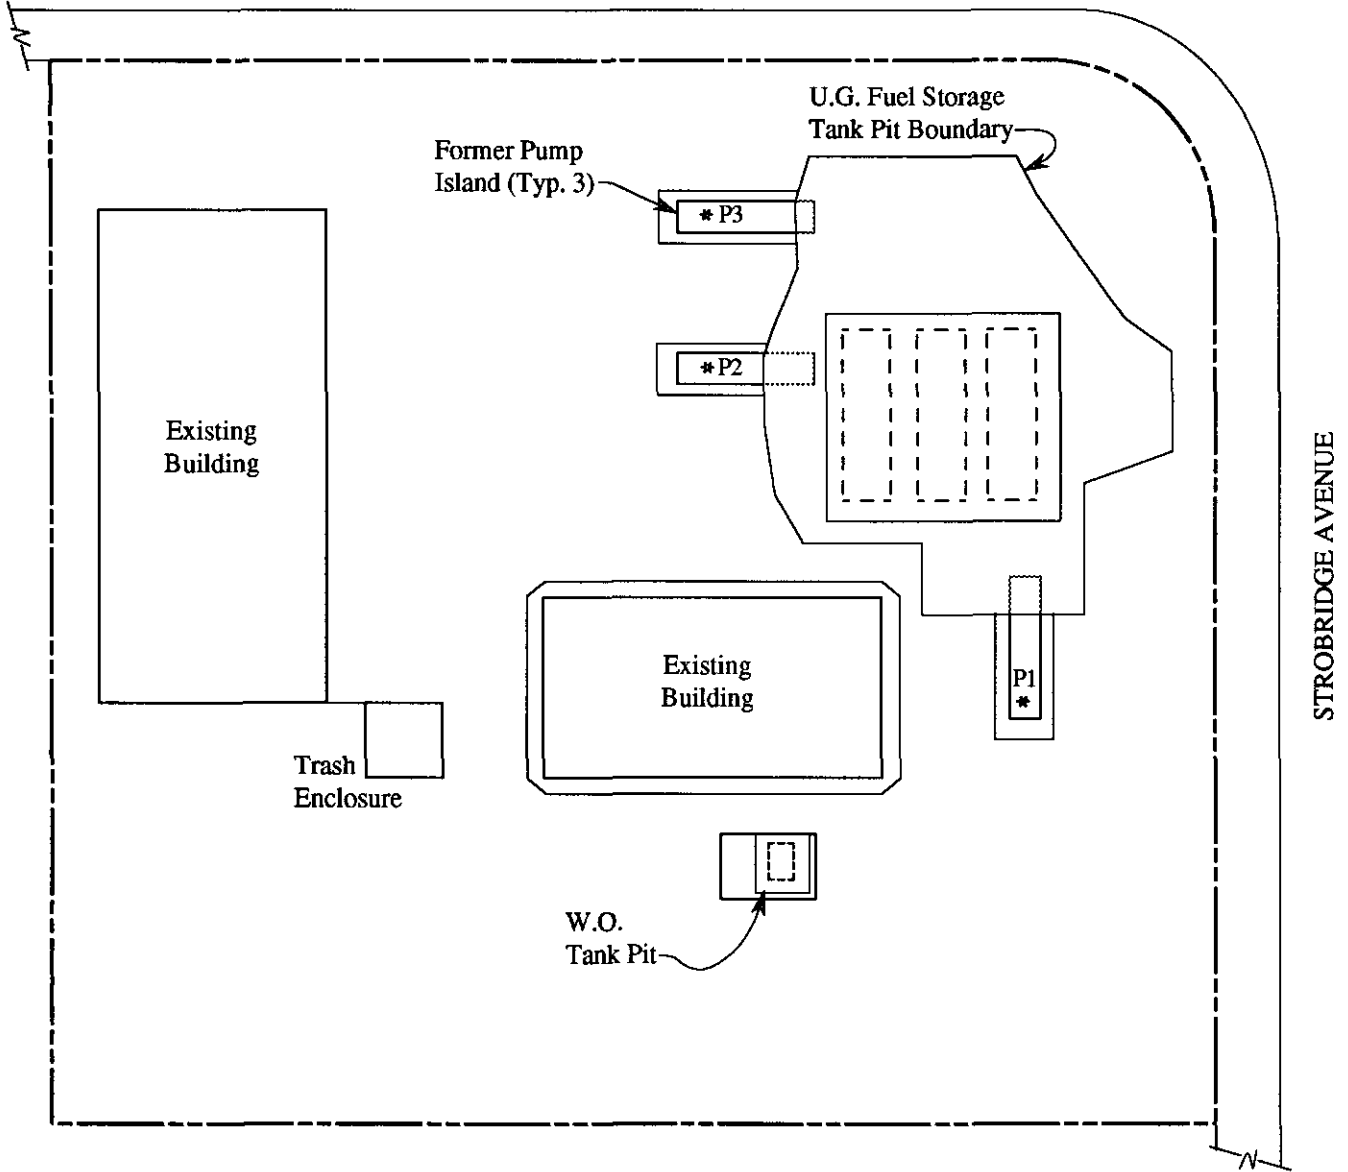 U.G. Fuel Storage
Tank Pit Boundary
Former Pump
Island (Typ. 3)
* P3
* P2
Existing
Building
STROBRIDGE AVENUE
Existing
Building
P1
*
Trash
Enclosure
W.O.
Tank Pit